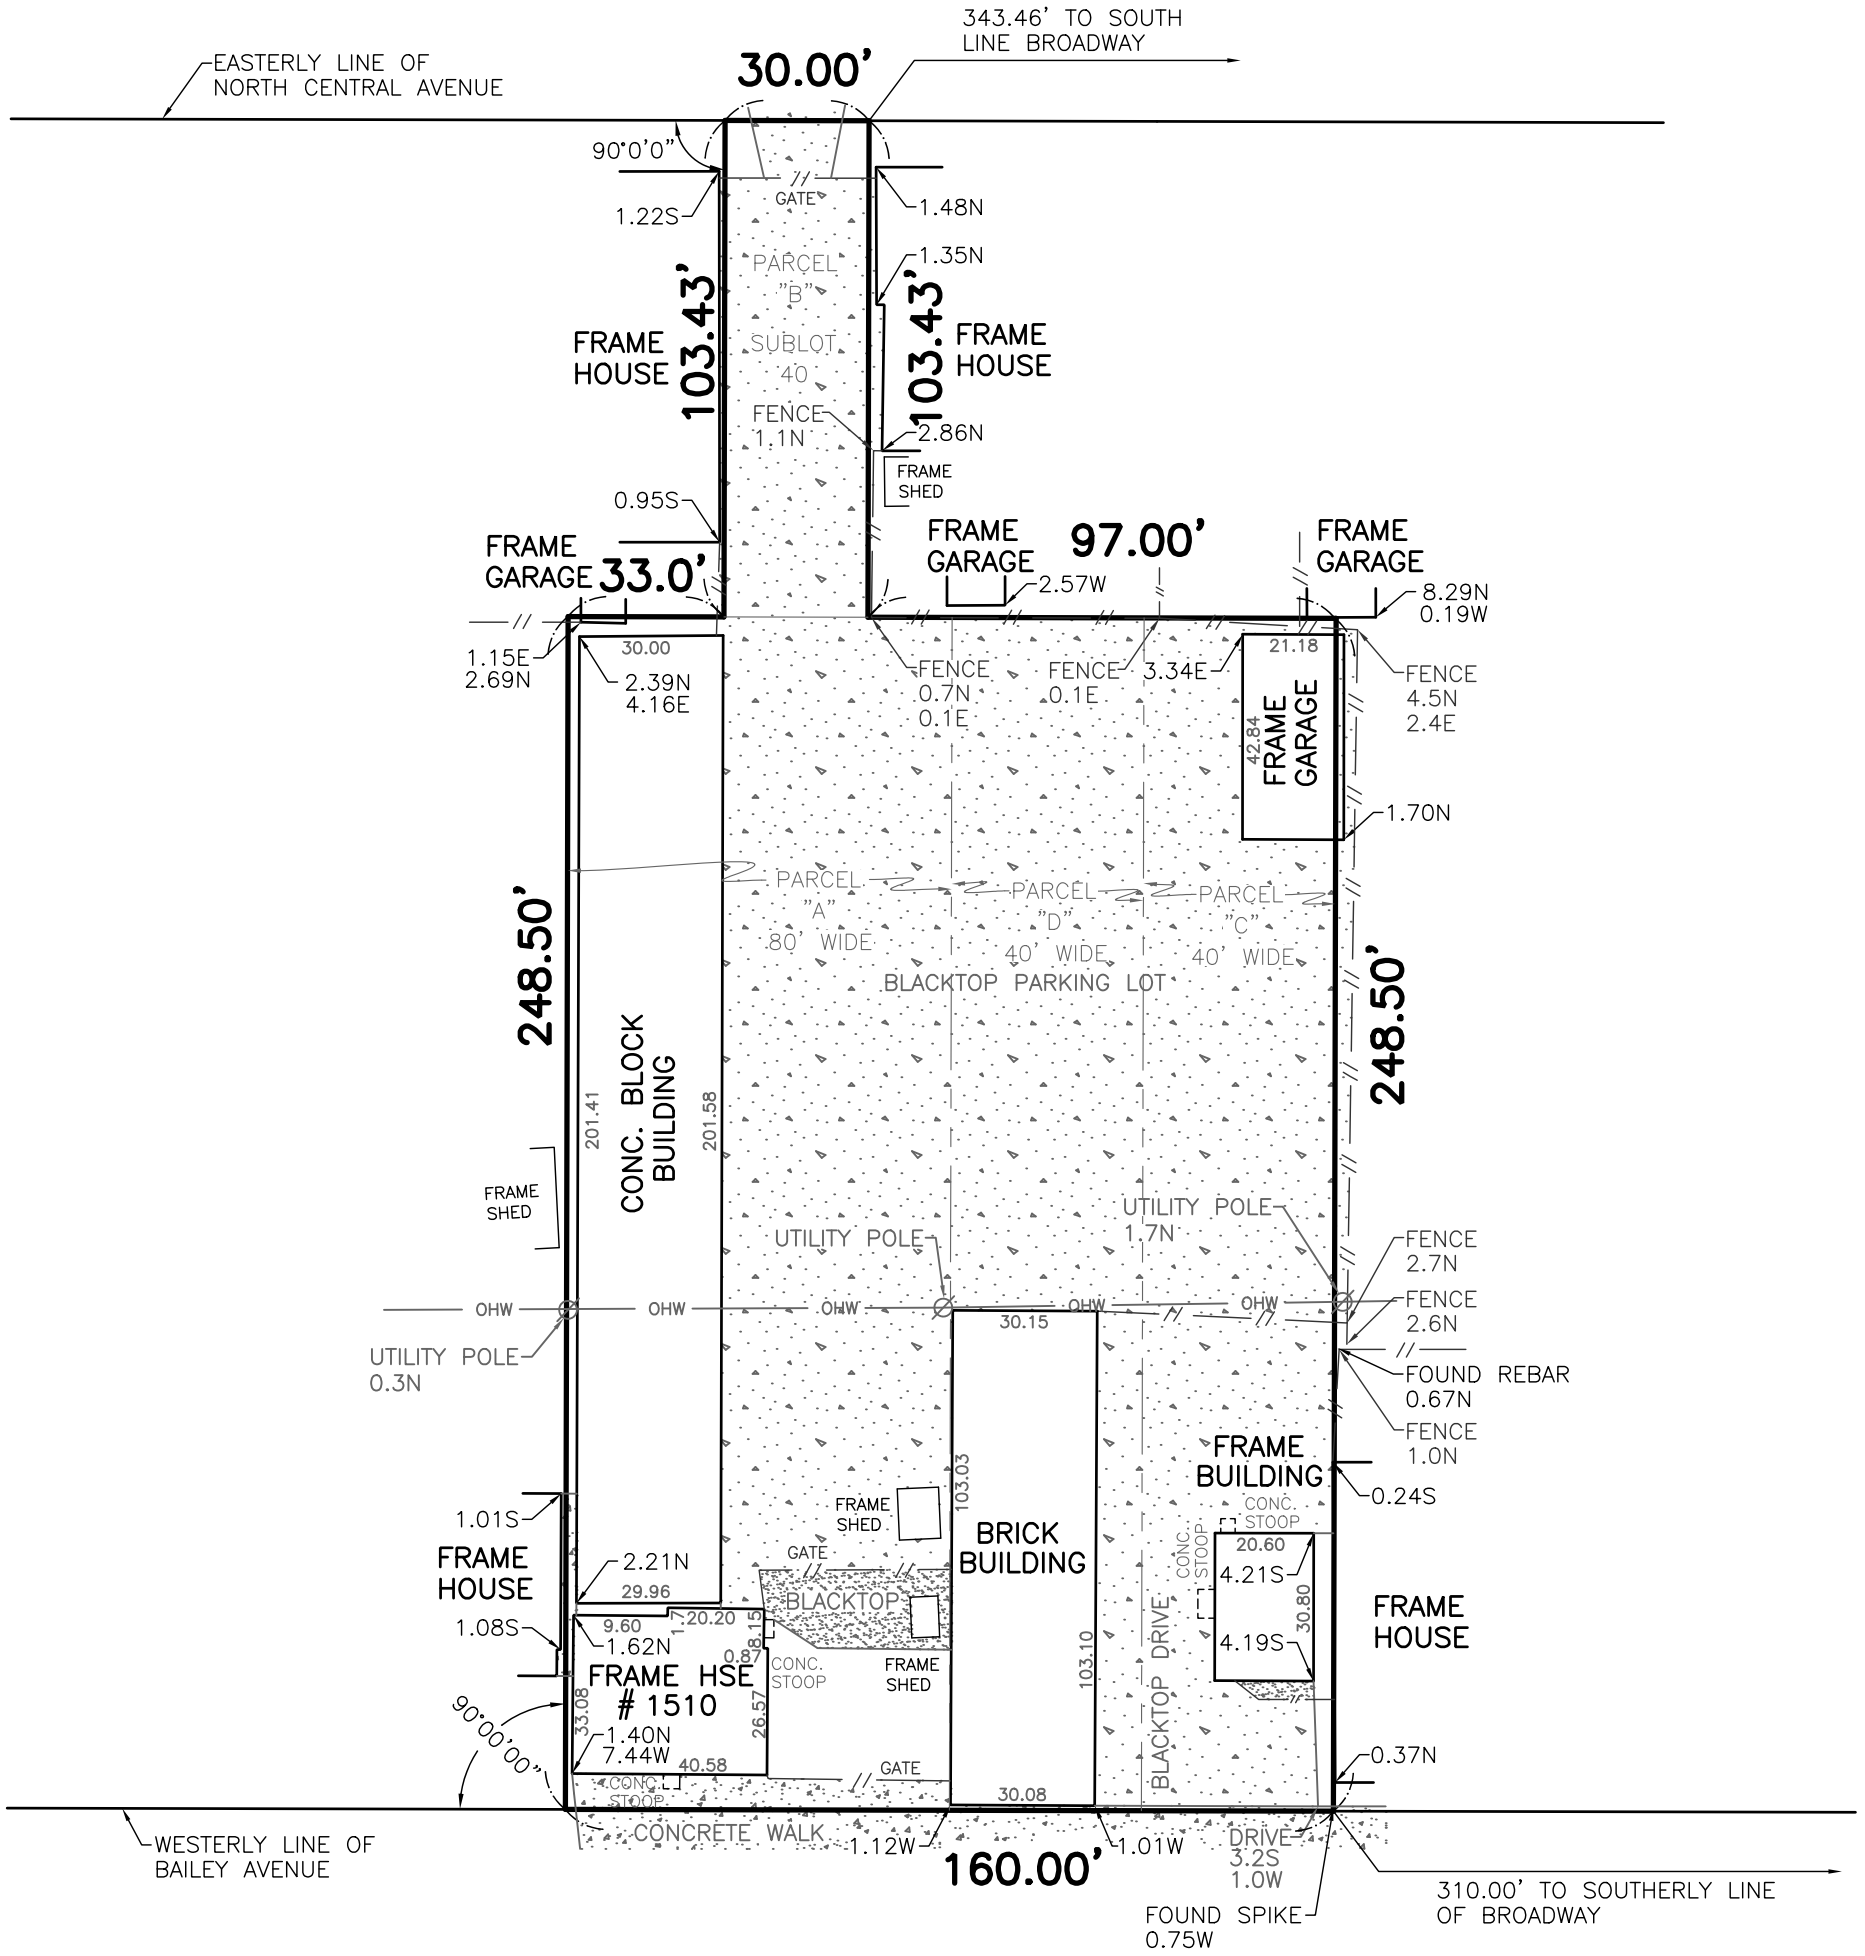 343.46' TO SOUTH
LINE BROADWAY
EASTERLY LINE OF
NORTH CENTRAL AVENUE
30.00'
90°0'0"
GATE
1.22S
1.48N
1.35N
PARCEL
"B"
SUBLOT
40
103.43'
103.43'
FRAME
HOUSE
FRAME
HOUSE
FENCE
1.1N
2.86N
FRAME
SHED
0.95S
FRAME
GARAGE
33.0'
FRAME
GARAGE
97.00'
FRAME
GARAGE
2.57W
8.29N
0.19W
1.15E
2.69N
30.00
2.39N
4.16E
FENCE
0.7N
0.1E
FENCE
0.1E
3.34E
21.18
FENCE
4.5N
2.4E
42.84
FRAME
GARAGE
1.70N
PARCEL
"A"
80' WIDE
PARCEL
"D"
40' WIDE
PARCEL
"C"
40' WIDE
BLACKTOP PARKING LOT
248.50'
248.50'
CONC. BLOCK
BUILDING
201.41
201.58
FRAME
SHED
UTILITY POLE
UTILITY POLE
1.7N
FENCE
2.7N
OHW
OHW
OHW
OHW
OHW
FENCE
2.6N
30.15
UTILITY POLE
0.3N
FOUND REBAR
0.67N
FENCE
1.0N
FRAME
BUILDING
103.03
0.24S
1.01S
FRAME
SHED
CONC.
STOOP
CONC.
STOOP
20.60
BRICK
BUILDING
FRAME
HOUSE
2.21N
GATE
4.21S
29.96
BLACKTOP
30.80
FRAME
HOUSE
1.08S
9.60
1.7
20.20
8.15
1.62N
0.87
4.19S
FRAME HSE
# 1510
CONC.
STOOP
FRAME
SHED
103.10
BLACKTOP DRIVE
90°00'00"
33.08
26.57
1.40N
7.44W
40.58
GATE
0.37N
CONC.
STOOP
30.08
CONCRETE WALK
1.12W
1.01W
DRIVE
3.2S
1.0W
WESTERLY LINE OF
BAILEY AVENUE
160.00'
310.00' TO SOUTHERLY LINE
OF BROADWAY
FOUND SPIKE
0.75W